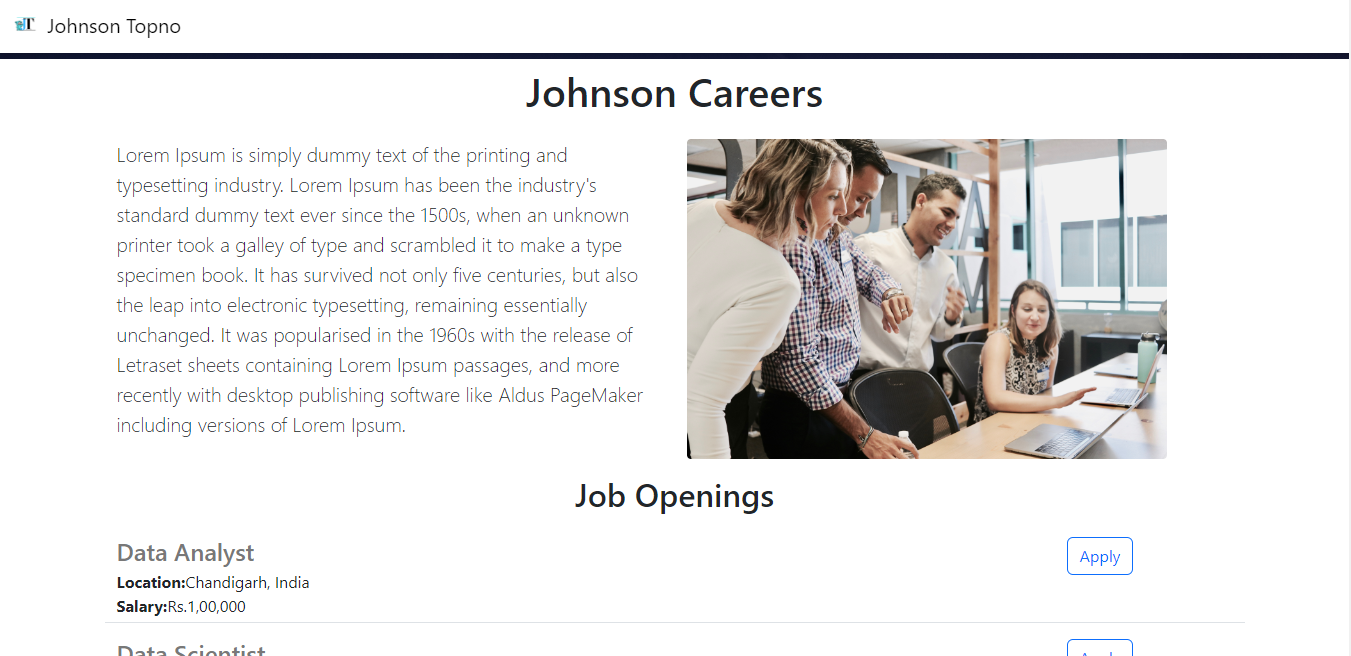 Johnson Topno
Johnson Careers
Lorem Ipsum is simply dummy text of the printing and
typesetting industry. Lorem Ipsum has been the industry's
standard dummy text ever since the 1500s, when an unknown
printer took a galley of type and scrambled it to make a type
specimen book. It has survived not only five centuries, but also
the leap into electronic typesetting, remaining essentially
unchanged. It was popularised in the 1960s with the release of
Letraset sheets containing Lorem Ipsum passages, and more
recently with desktop publishing software like Aldus PageMaker
including versions of Lorem Ipsum.
Job Openings
Data Analyst
Apply
Location:Chandigarh, India
Salary:Rs.1,00,000
Data Scientist
Apply